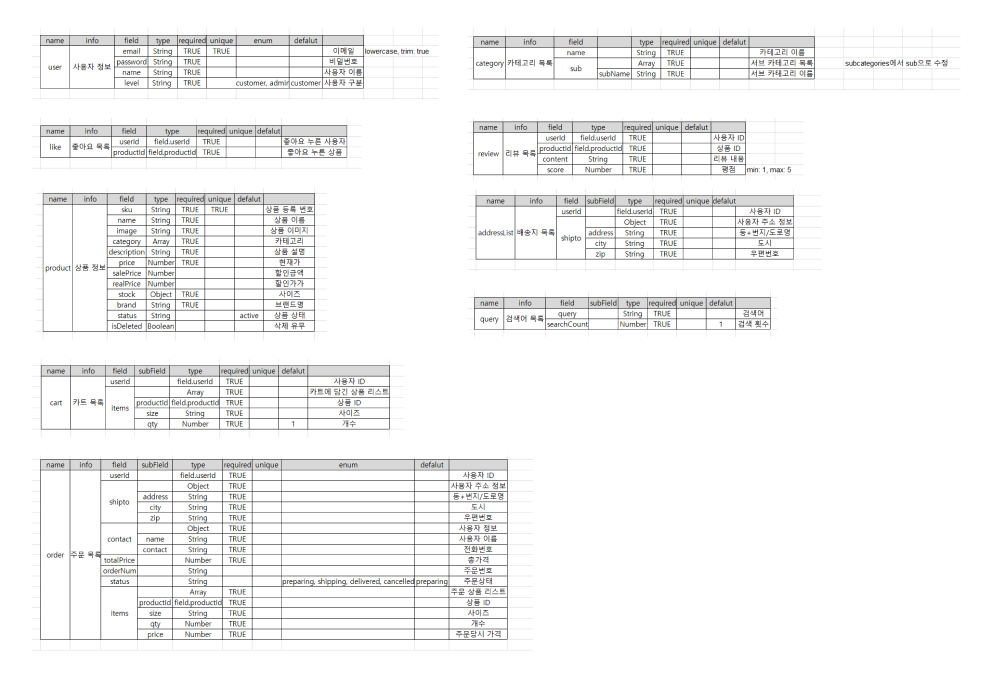 name info field type required unique enum defalut
user 사용자 정보 email String TRUE TRUE 이메일 lowercase, trim: true
password String TRUE 비밀번호
name String TRUE 사용자 이름
level String TRUE customer, admin customer 사용자 구분
name info field type required unique defalut
like 좋아요 목록 userId field.userId TRUE 좋아요 누른 사용자
productId field.productId TRUE 좋아요 누른 상품
name info field type required unique defalut
product 상품 정보 sku String TRUE TRUE 상품 등록 번호
name String TRUE 상품 이름
image String TRUE 상품 이미지
category Array TRUE 카테고리
description String TRUE 상품 설명
price Number TRUE 현재가
salePrice Number 할인금액
realPrice Number 할인가가
stock Object TRUE 사이즈
brand String TRUE 브랜드명
status String active 상품 상태
isDeleted Boolean 삭제 유무
name info field subField type required unique defalut
cart 카트 목록 userId field.userId TRUE 사용자 ID
items Array TRUE 카트에 담긴 상품 리스트
productId field.productId TRUE 상품 ID
size String TRUE 사이즈
qty Number TRUE 1 개수
name info field subField type required unique enum defalut
order 주문 목록 userId field.userId TRUE 사용자 ID
shipto Object TRUE 사용자 주소 정보
address String TRUE 동+번지/도로명
city String TRUE 도시
zip String TRUE 우편번호
contact Object TRUE 사용자 정보
name String TRUE 사용자 이름
contact String TRUE 전화번호
totalPrice Number TRUE 총가격
orderNum String 주문번호
status String preparing, shipping, delivered, cancelled preparing 주문상태
items Array TRUE 주문 상품 리스트
productId field.productId TRUE 상품 ID
size String TRUE 사이즈
qty Number TRUE 개수
price Number TRUE 주문당시 가격
name info field type required unique defalut
category 카테고리 목록 name String TRUE 카테고리 이름
sub Array TRUE 서브 카테고리 목록 subcategories에서 sub으로 수정
subName String TRUE 서브 카테고리 이름
name info field type required unique defalut
review 리뷰 목록 userId field.userId TRUE 사용자 ID
productId field.productId TRUE 상품 ID
content String TRUE 리뷰 내용
score Number TRUE 평점 min: 1, max: 5
name info field subField type required unique defalut
addressList 배송지 목록 userId field.userId TRUE 사용자 ID
shipto Object TRUE 사용자 주소 정보
address String TRUE 동+번지/도로명
city String TRUE 도시
zip String TRUE 우편번호
name info field subField type required unique defalut
query 검색어 목록 query String TRUE 검색어
searchCount Number TRUE 1 검색 횟수